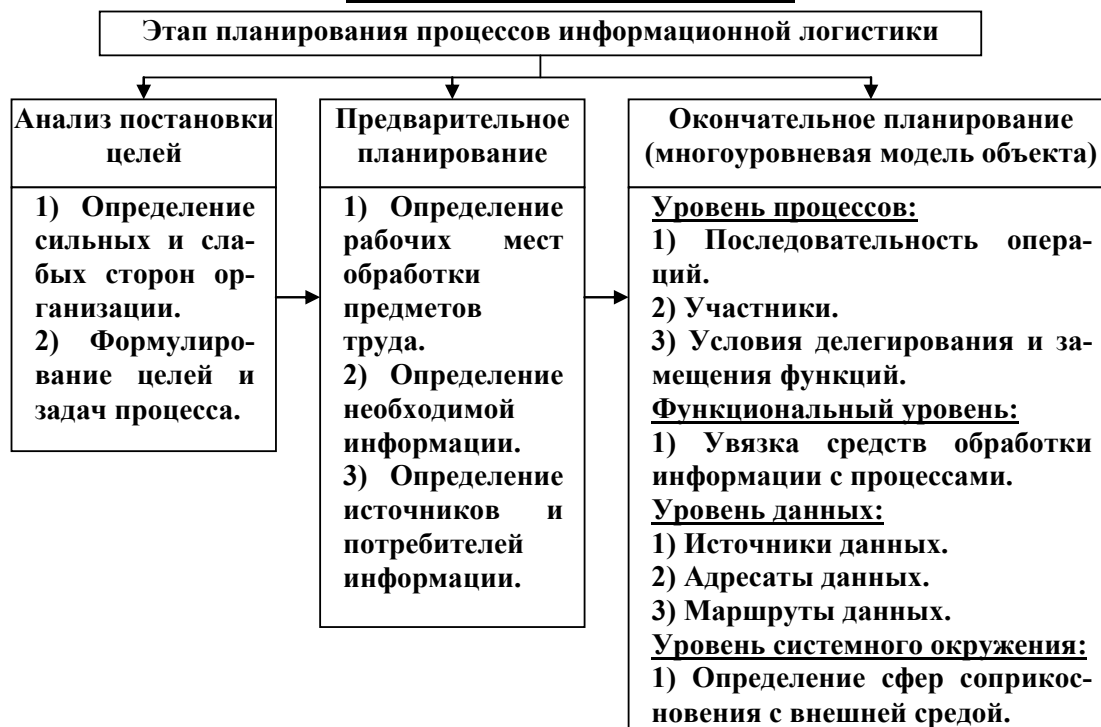 Этап планирования процессов информационной логистики
Анализ постановки
целей
1) Определение
сильных и сла-
бых сторон ор-
ганизации.
2) Формулиро-
вание целей и
задач процесса.
Предварительное
планирование
1) Определение
рабочих мест
обработки
предметов
труда.
2) Определение
необходимой
информации.
3) Определение
источников и
потребителей
информации.
Окончательное планирование
(многоуровневая модель объекта)
Уровень процессов:
1) Последовательность опера-
ций.
2) Участники.
3) Условия делегирования и за-
мещения функций.
Функциональный уровень:
1) Увязка средств обработки
информации с процессами.
Уровень данных:
1) Источники данных.
2) Адресаты данных.
3) Маршруты данных.
Уровень системного окружения:
1) Определение сфер соприкос-
новения с внешней средой.